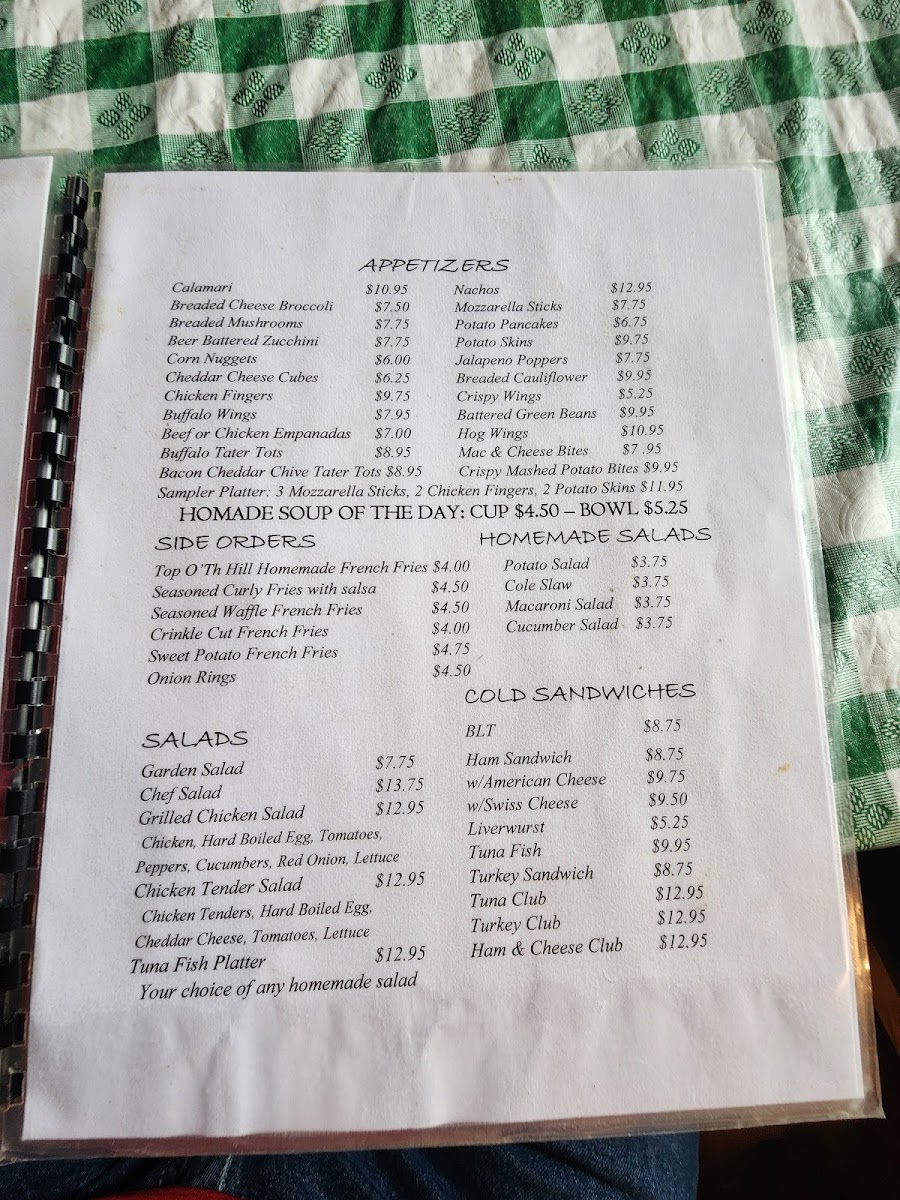 APPETIZERS
Calamari $10.95 Nachos $12.95
Breaded Cheese Broccoli $7.50 Mozzarella Sticks $7.75
Breaded Mushrooms $7.75 Potato Pancakes $6.75
Beer Battered Zucchini $7.75 Potato Skins $9.75
Corn Nuggets $6.00 Jalapeno Poppers $7.75
Cheddar Cheese Cubes $6.25 Breaded Cauliflower $9.95
Chicken Fingers $9.75 Crispy Wings $5.25
Buffalo Wings $7.95 Battered Green Beans $9.95
Beef or Chicken Empanadas $7.00 Hog Wings $10.95
Buffalo Tater Tots $8.95 Mac & Cheese Bites $7 .95
Bacon Cheddar Chive Tater Tots $8.95 Crispy Mashed Potato Bites $9.95
Sampler Platter: 3 Mozzarella Sticks, 2 Chicken Fingers, 2 Potato Skins $11.95
HOMADE SOUP OF THE DAY: CUP $4.50 – BOWL $5.25
SIDE ORDERS
Top O'Th Hill Homemade French Fries $4.00
Seasoned Curly Fries with salsa $4.50
Seasoned Waffle French Fries $4.50
Crinkle Cut French Fries $4.00
Sweet Potato French Fries $4.75
Onion Rings $4.50
HOMEMADE SALADS
Potato Salad $3.75
Cole Slaw $3.75
Macaroni Salad $3.75
Cucumber Salad $3.75
SALADS
Garden Salad $7.75
Chef Salad $13.75
Grilled Chicken Salad $12.95
Chicken, Hard Boiled Egg, Tomatoes,
Peppers, Cucumbers, Red Onion, Lettuce
Chicken Tender Salad $12.95
Chicken Tenders, Hard Boiled Egg,
Cheddar Cheese, Tomatoes, Lettuce
Tuna Fish Platter $12.95
Your choice of any homemade salad
COLD SANDWICHES
BLT $8.75
Ham Sandwich $8.75
w/American Cheese $9.75
w/Swiss Cheese $9.50
Liverwurst $5.25
Tuna Fish $9.95
Turkey Sandwich $8.75
Tuna Club $12.95
Turkey Club $12.95
Ham & Cheese Club $12.95